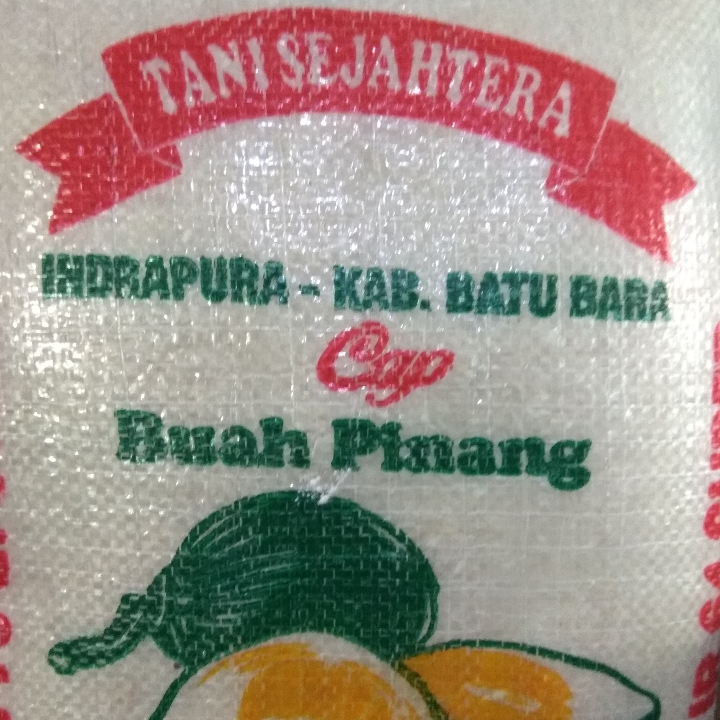 TANI SEJAHTERA
INDRAPURA - KAB. BATU BARA
Cap
Buah Pinang